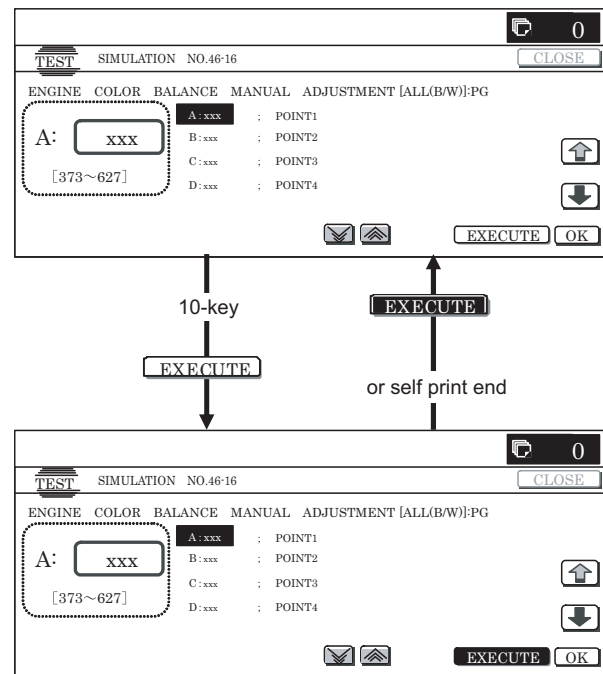 0
TEST SIMULATION NO.46-16 CLOSE
ENGINE COLOR BALANCE MANUAL ADJUSTMENT [ALL(B/W)]:PG
A: xxx
[373~627]
A:xxx ; POINT1
B:xxx ; POINT2
C:xxx ; POINT3
D:xxx ; POINT4
EXECUTE OK
10-key
EXECUTE
EXECUTE
or self print end
0
TEST SIMULATION NO.46-16 CLOSE
ENGINE COLOR BALANCE MANUAL ADJUSTMENT [ALL(B/W)]:PG
A: xxx
[373~627]
A:xxx ; POINT1
B:xxx ; POINT2
C:xxx ; POINT3
D:xxx ; POINT4
EXECUTE OK